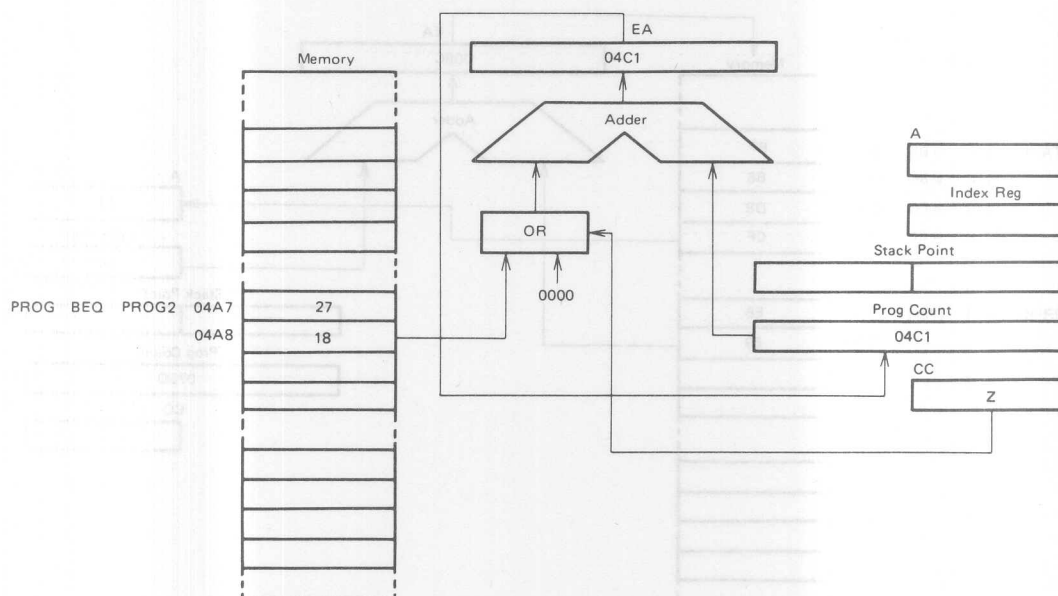 EA
04C1
Memory
Adder
A
Index Reg
OR
Stack Point
0000
PROG BEQ PROG2 04A7 27
Prog Count
04A8 18
04C1
CC
Z